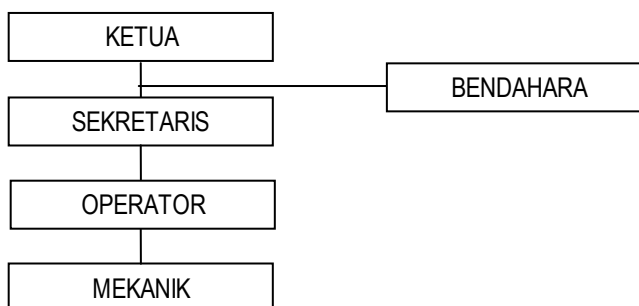 KETUA
BENDAHARA
SEKRETARIS
OPERATOR
MEKANIK